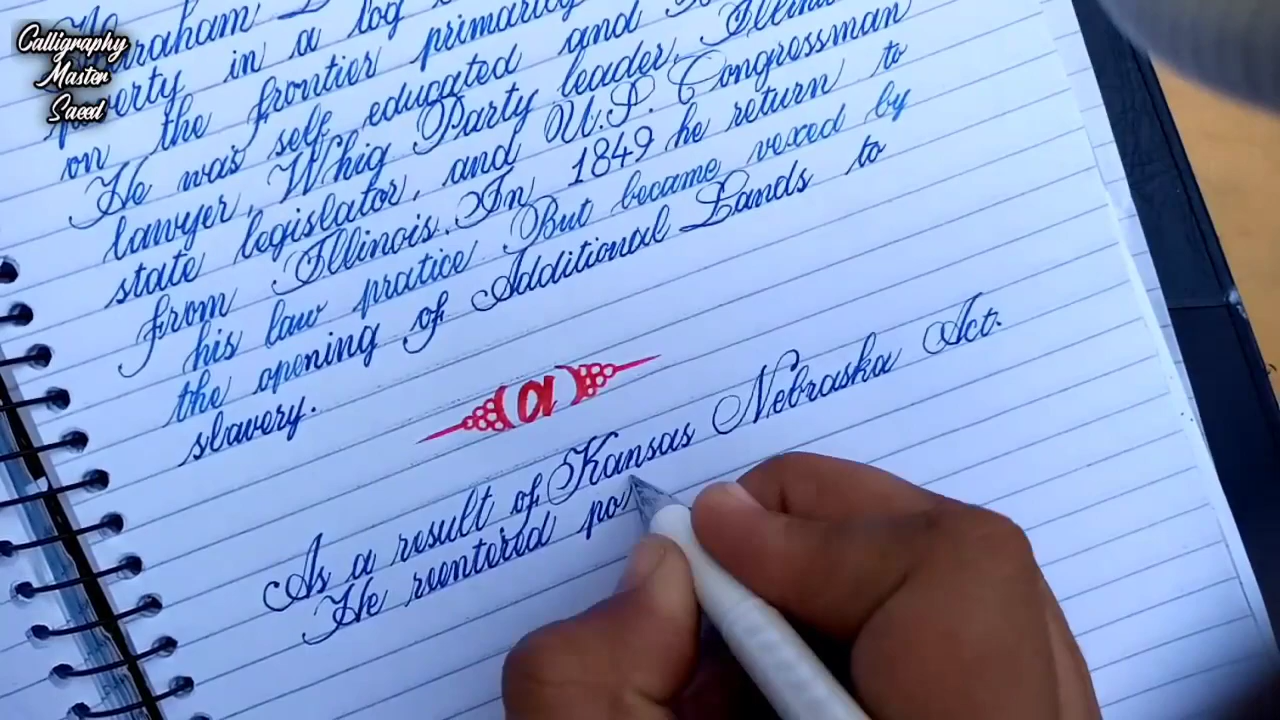 Calligraphy
Master
Saeed
poverty in a log
on the frontier primarily
He was self educated and
lawyer, Whig Party leader,
state legislator, and U.S. Congressman
from Illinois. In 1849 he return to
his law pratice But became vexed by
the opening of Additional Lands to
slavery.
As a result of Kansas Nebraska Act.
He reentered po